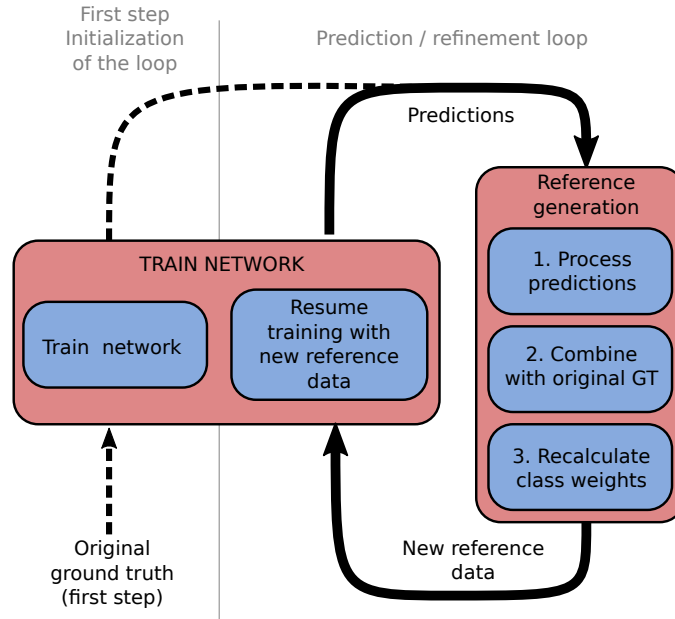 First step
Initialization
of the loop
Prediction / refinement loop
Predictions
Reference
generation
1. Process
predictions
2. Combine
with original GT
3. Recalculate
class weights
TRAIN NETWORK
Train network
Resume
training with
new reference
data
Original
ground truth
(first step)
New reference
data